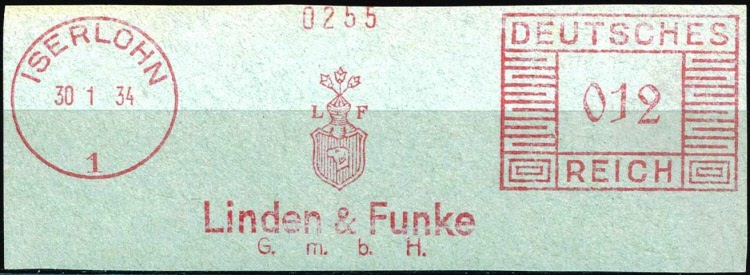 ISERLOHN
30 1 34
1
0255
L F
Linden & Funke
G. m. b. H.
DEUTSCHES
012
REICH